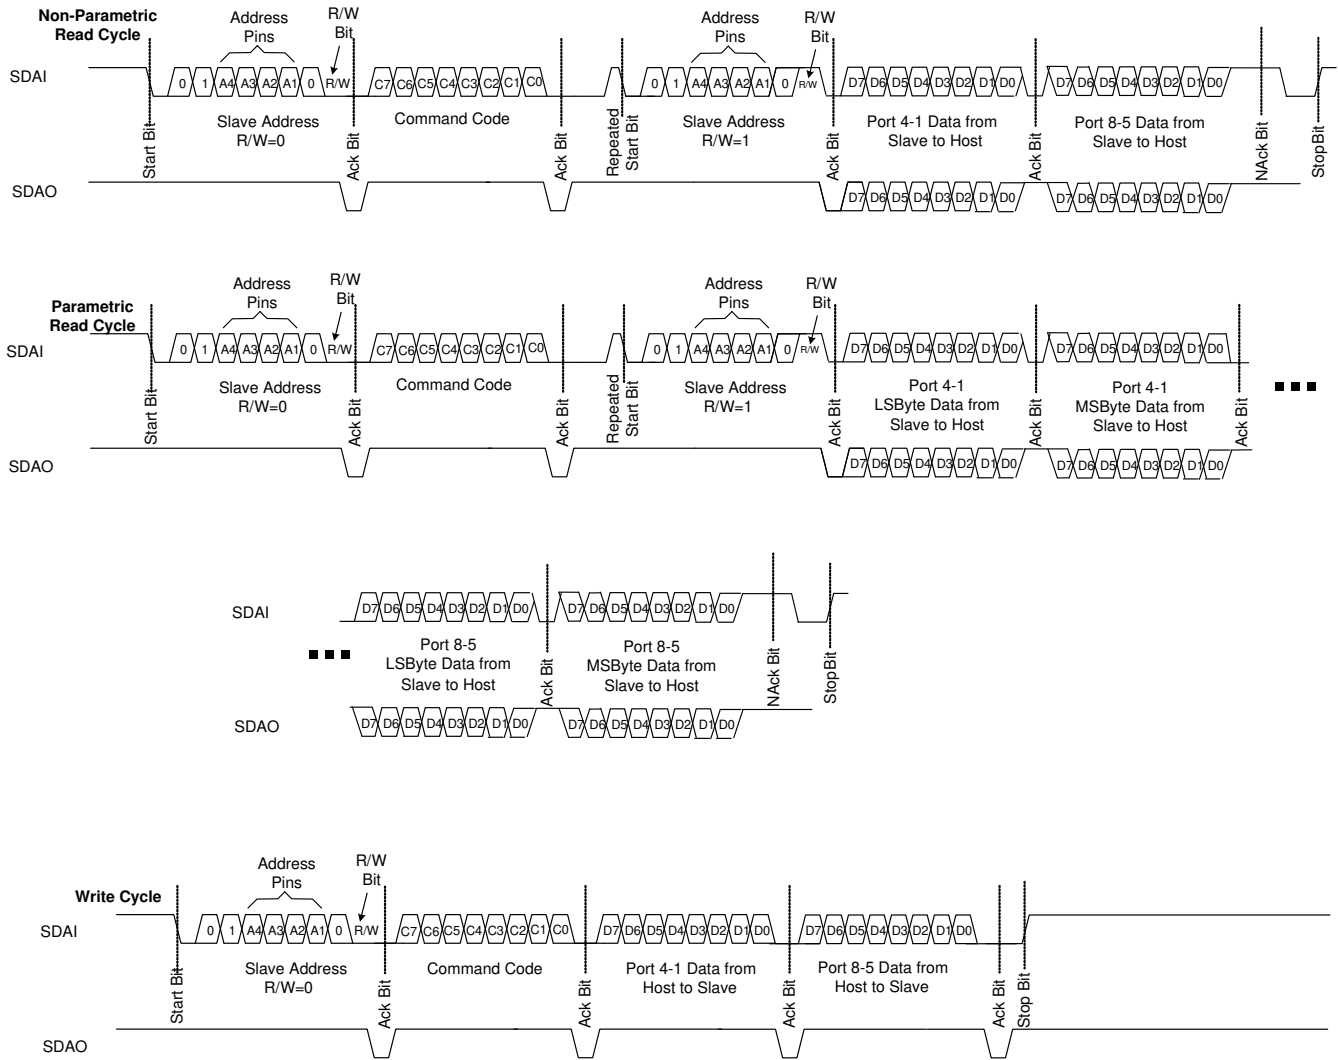 Non-Parametric
Read Cycle
Address
Pins
R/W
Bit
Address
Pins
R/W
Bit
SDAI
0 1 A4 A3 A2 A1 0 R/W C7 C6 C5 C4 C3 C2 C1 C0 0 1 A4 A3 A2 A1 0 R/W D7 D6 D5 D4 D3 D2 D1 D0 D7 D6 D5 D4 D3 D2 D1 D0
Start Bit
Slave Address
R/W=0
Ack Bit
Command Code
Ack Bit
Repeated
Start Bit
Slave Address
R/W=1
Ack Bit
Port 4-1 Data from
Slave to Host
Ack Bit
Port 8-5 Data from
Slave to Host
NAck Bit
StopBit
SDAO
D7 D6 D5 D4 D3 D2 D1 D0 D7 D6 D5 D4 D3 D2 D1 D0
Parametric
Read Cycle
Address
Pins
R/W
Bit
Address
Pins
R/W
Bit
SDAI
0 1 A4 A3 A2 A1 0 R/W C7 C6 C5 C4 C3 C2 C1 C0 0 1 A4 A3 A2 A1 0 R/W D7 D6 D5 D4 D3 D2 D1 D0 D7 D6 D5 D4 D3 D2 D1 D0
Start Bit
Slave Address
R/W=0
Ack Bit
Command Code
Ack Bit
Repeated
Start Bit
Slave Address
R/W=1
Ack Bit
Port 4-1
LSByte Data from
Slave to Host
Ack Bit
Port 4-1
MSByte Data from
Slave to Host
Ack Bit
SDAO
D7 D6 D5 D4 D3 D2 D1 D0 D7 D6 D5 D4 D3 D2 D1 D0
SDAI
D7 D6 D5 D4 D3 D2 D1 D0 D7 D6 D5 D4 D3 D2 D1 D0
Port 8-5
LSByte Data from
Slave to Host
Ack Bit
Port 8-5
MSByte Data from
Slave to Host
NAck Bit
StopBit
SDAO
D7 D6 D5 D4 D3 D2 D1 D0 D7 D6 D5 D4 D3 D2 D1 D0
Write Cycle
Address
Pins
R/W
Bit
SDAI
0 1 A4 A3 A2 A1 0 R/W C7 C6 C5 C4 C3 C2 C1 C0 D7 D6 D5 D4 D3 D2 D1 D0 D7 D6 D5 D4 D3 D2 D1 D0
Start Bit
Slave Address
R/W=0
Ack Bit
Command Code
Ack Bit
Port 4-1 Data from
Host to Slave
Ack Bit
Port 8-5 Data from
Host to Slave
Ack Bit
Stop Bit
SDAO